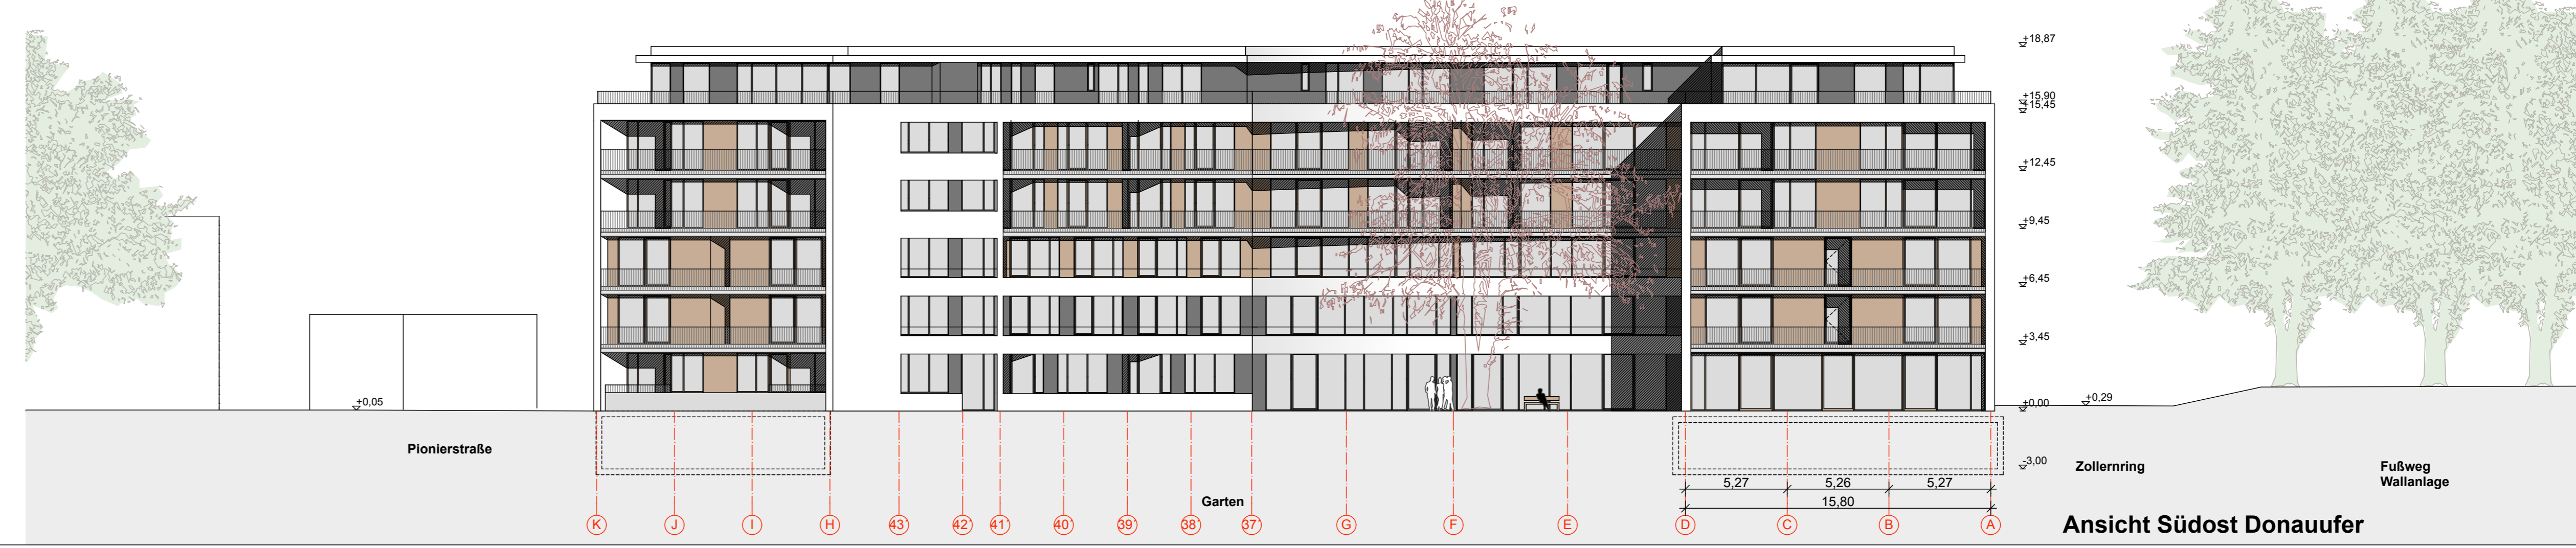 +18,87
+15,90
+15,45
+12,45
+9,45
+6,45
+3,45
+0,05
+0,00
+0,29
Pionierstraße
-3,00
Zollernring
Fußweg
Wallanlage
5,27
5,26
5,27
Garten
15,80
K
J
I
H
43'
42'
41'
40'
39'
38'
37'
G
F
E
D
C
B
A
Ansicht Südost Donauufer